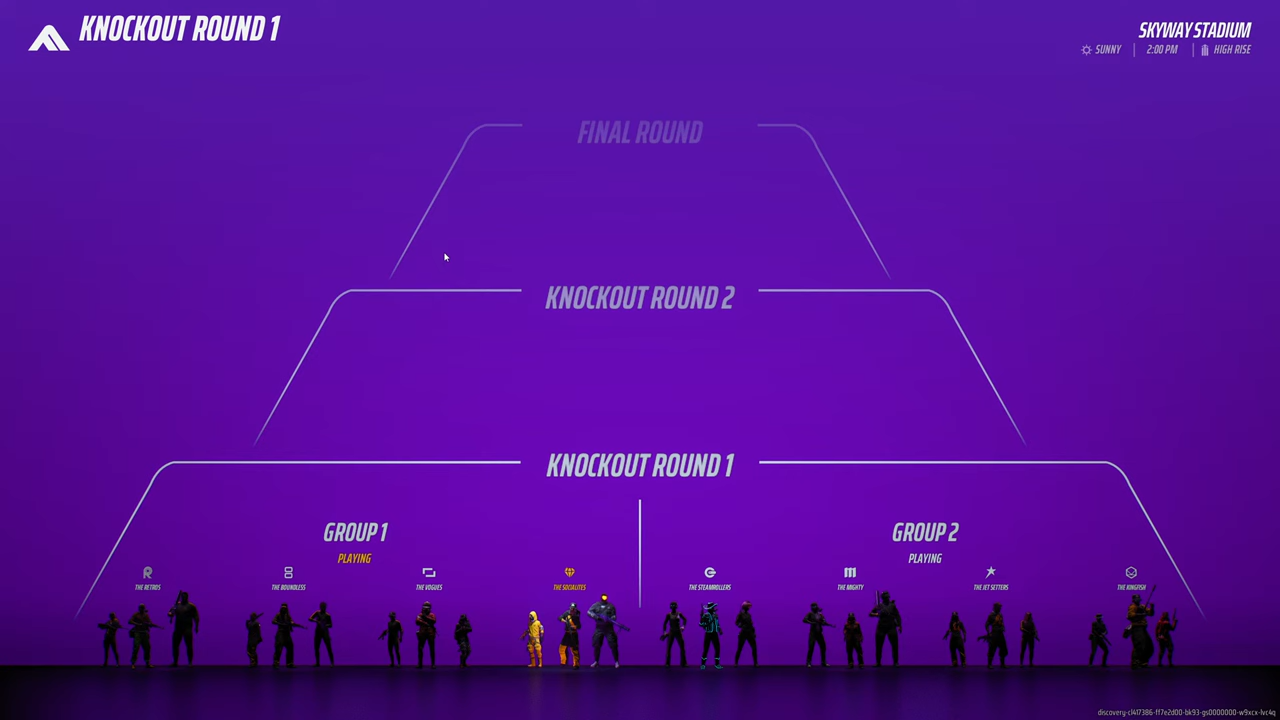 KNOCKOUT ROUND 1
SKYWAY STADIUM
SUNNY
2:00 PM
HIGH RISE
FINAL ROUND
KNOCKOUT ROUND 2
KNOCKOUT ROUND 1
GROUP 1
PLAYING
GROUP 2
PLAYING
THE RETROS
THE BOUNDLESS
THE VOGUES
THE SOCIALITES
THE STEAMROLLERS
THE MIGHTY
THE JET SETTERS
THE KINGFISH